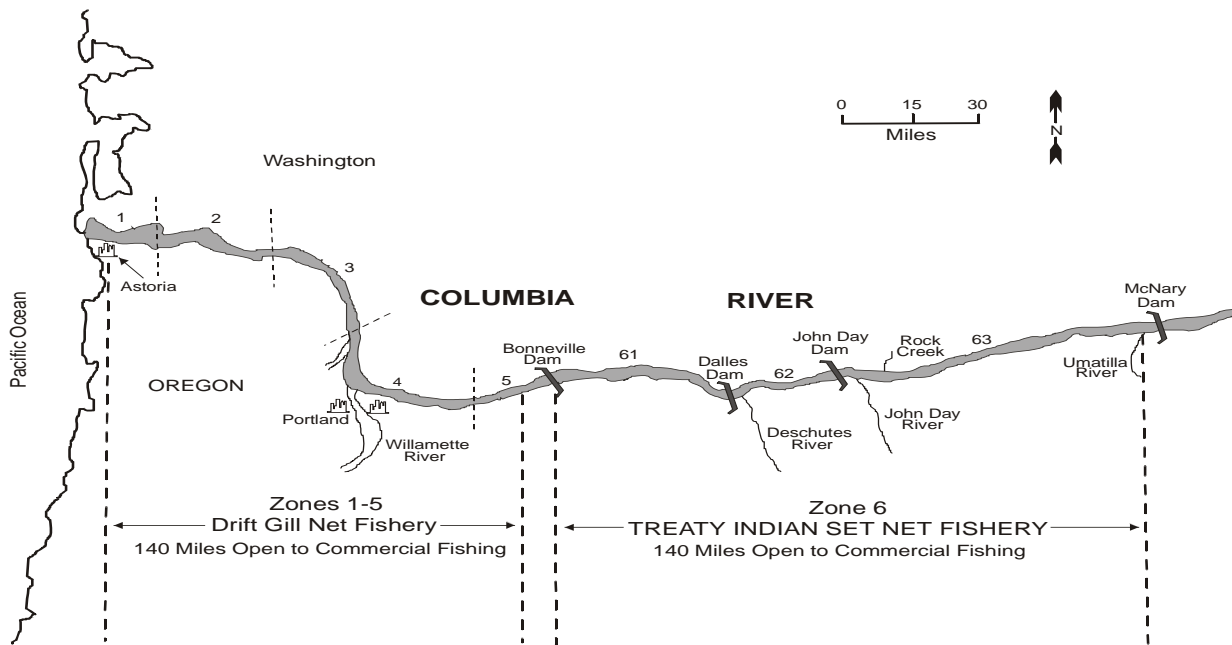 0 15 30
Miles
N
Washington
1
2
3
Astoria
Pacific Ocean
COLUMBIA RIVER
McNary
Dam
OREGON
Bonneville
Dam
61
Dalles
Dam
John Day
Dam
62
Rock
Creek
63
Umatilla
River
4
5
Portland
Willamette
River
Deschutes
River
John Day
River
Zones 1-5
Drift Gill Net Fishery
140 Miles Open to Commercial Fishing
Zone 6
TREATY INDIAN SET NET FISHERY
140 Miles Open to Commercial Fishing